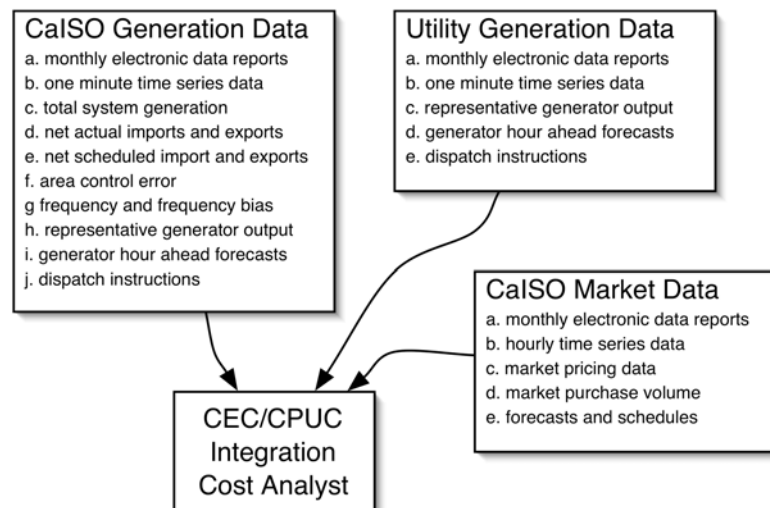 CaISO Generation Data
a. monthly electronic data reports
b. one minute time series data
c. total system generation
d. net actual imports and exports
e. net scheduled import and exports
f. area control error
g frequency and frequency bias
h. representative generator output
i. generator hour ahead forecasts
j. dispatch instructions
Utility Generation Data
a. monthly electronic data reports
b. one minute time series data
c. representative generator output
d. generator hour ahead forecasts
e. dispatch instructions
CaISO Market Data
a. monthly electronic data reports
b. hourly time series data
c. market pricing data
d. market purchase volume
e. forecasts and schedules
CEC/CPUC
Integration
Cost Analyst